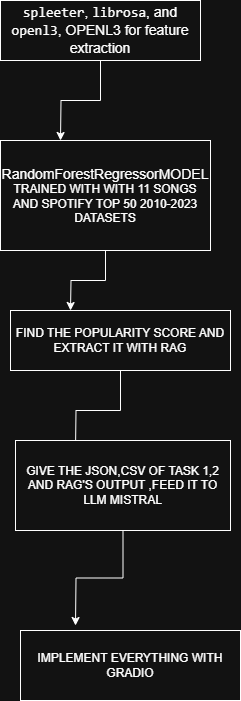 spleeter, librosa, and
openl3, OPENL3 for feature
extraction
RandomForestRegressorMODEL
TRAINED WITH WITH 11 SONGS
AND SPOTIFY TOP 50 2010-2023
DATASETS
FIND THE POPULARITY SCORE AND
EXTRACT IT WITH RAG
GIVE THE JSON,CSV OF TASK 1,2
AND RAG'S OUTPUT ,FEED IT TO
LLM MISTRAL
IMPLEMENT EVERYTHING WITH
GRADIO